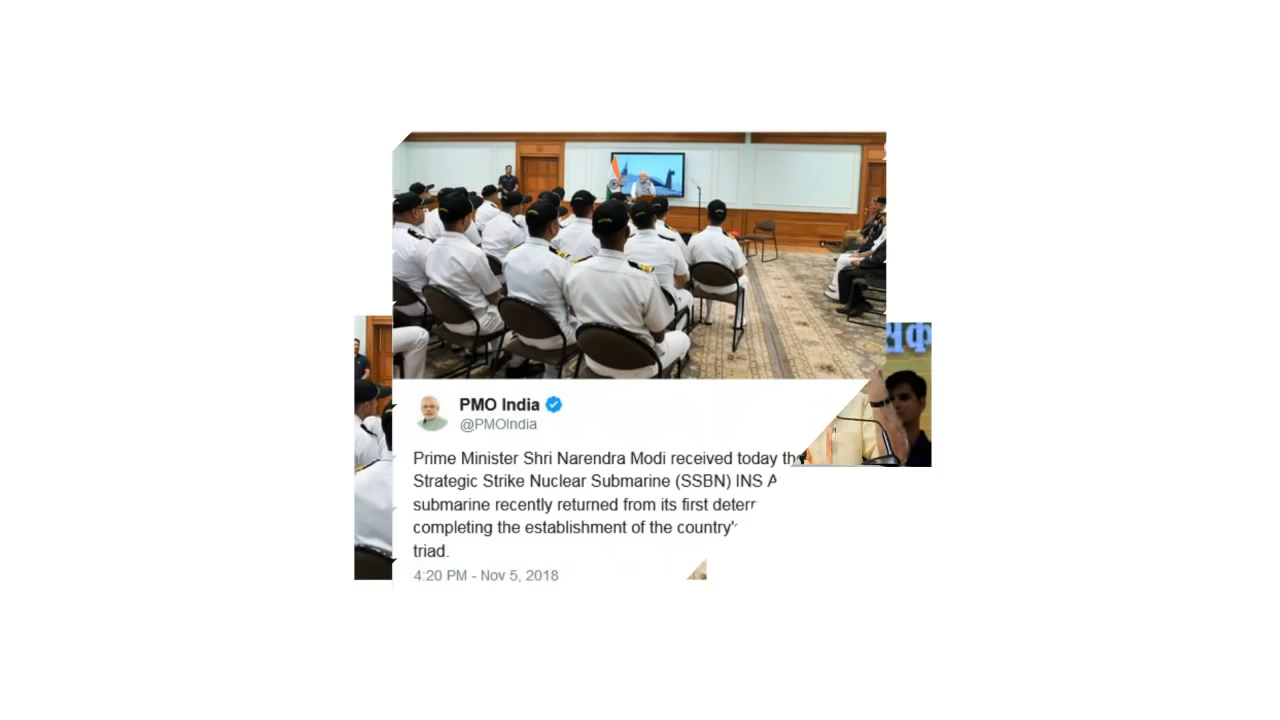 PMO India
@PMOIndia
Prime Minister Shri Narendra Modi received today
Strategic Strike Nuclear Submarine (SSBN) INS
submarine recently returned from its first
completing the establishment of the country'
triad.
4:20 PM - Nov 5, 2018